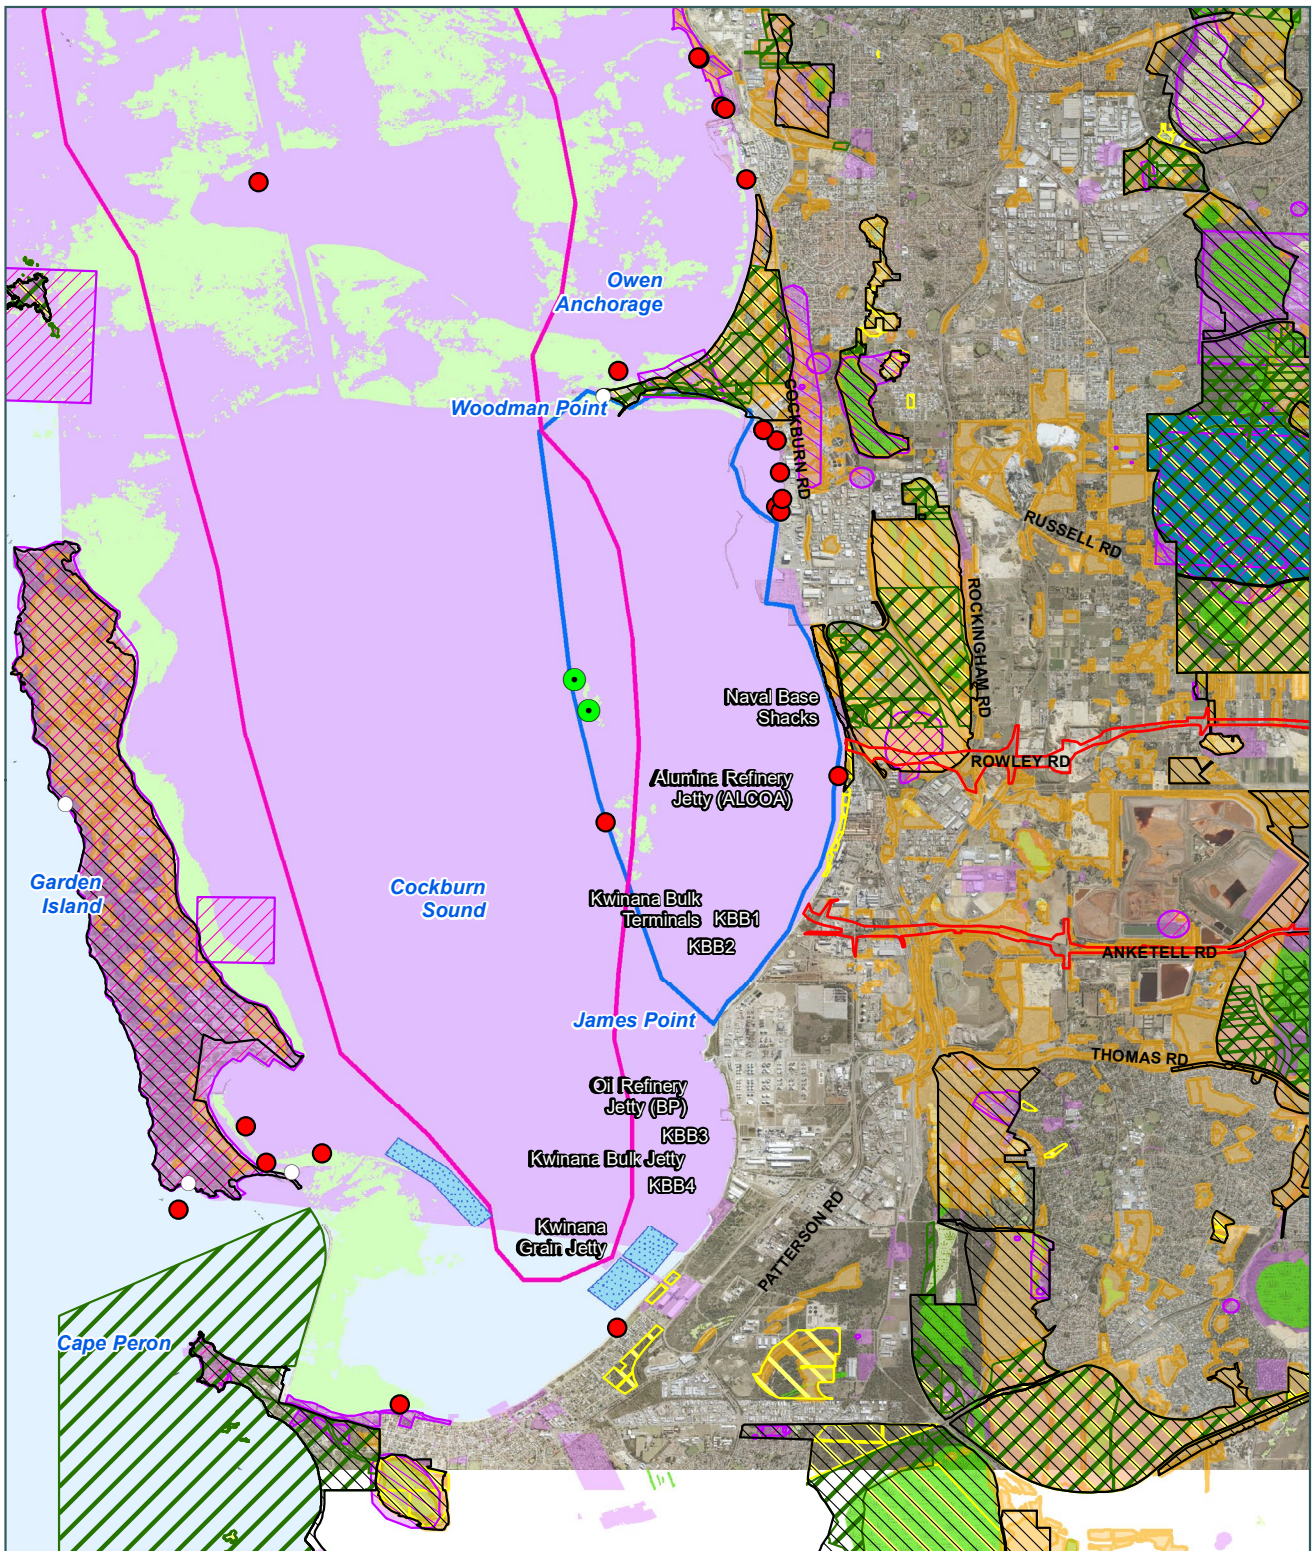 Owen
Anchorage
Woodman Point
COCKBURN RD
RUSSELL RD
ROCKINGHAM RD
Naval Base
Shacks
ROWLEY RD
Alumina Refinery
Jetty (ALCOA)
Garden
Island
Cockburn
Sound
Kwinana Bulk
Terminals
KBB1
KBB2
ANKETELL RD
James Point
THOMAS RD
Oil Refinery
Jetty (BP)
KBB3
Kwinana Bulk Jetty
KBB4
Kwinana
Grain Jetty
PATTERSON RD
Cape Peron